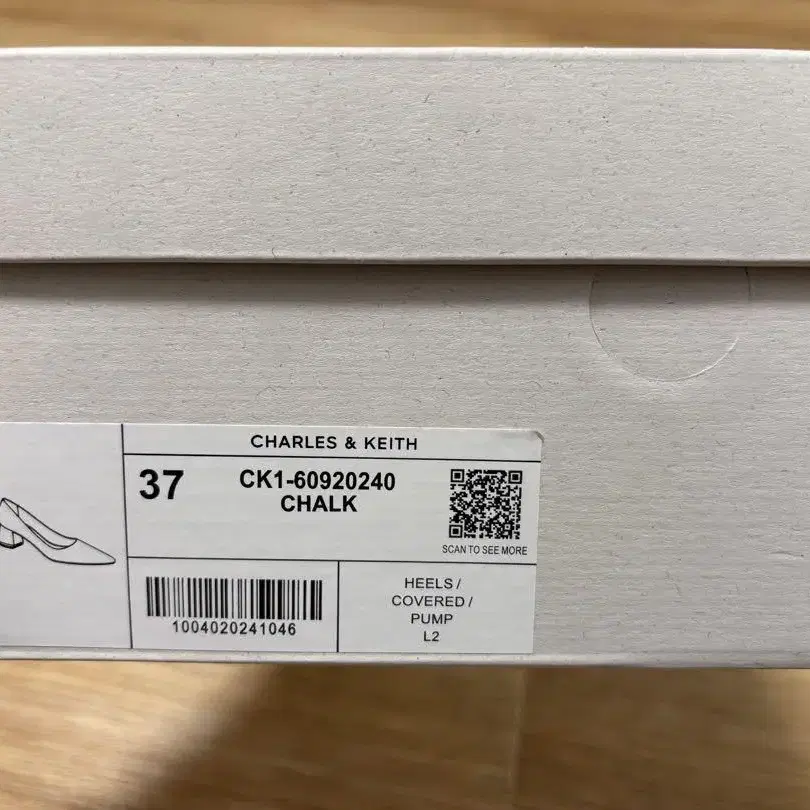 CHARLES & KEITH
37
CK1-60920240
CHALK
SCAN TO SEE MORE
1004020241046
HEELS /
COVERED /
PUMP
L2